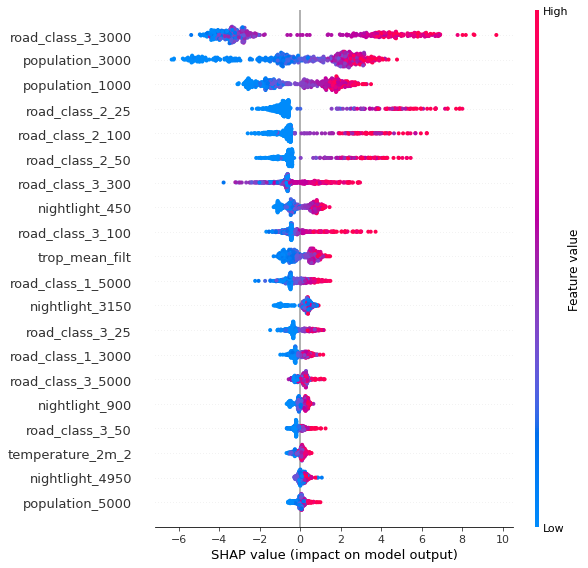 High
road_class_3_3000
population_3000
population_1000
road_class_2_25
road_class_2_100
road_class_2_50
road_class_3_300
nightlight_450
road_class_3_100
trop_mean_filt
road_class_1_5000
nightlight_3150
road_class_3_25
road_class_1_3000
road_class_3_5000
nightlight_900
road_class_3_50
temperature_2m_2
nightlight_4950
population_5000
Feature value
Low
−6 −4 −2 0 2 4 6 8 10
SHAP value (impact on model output)